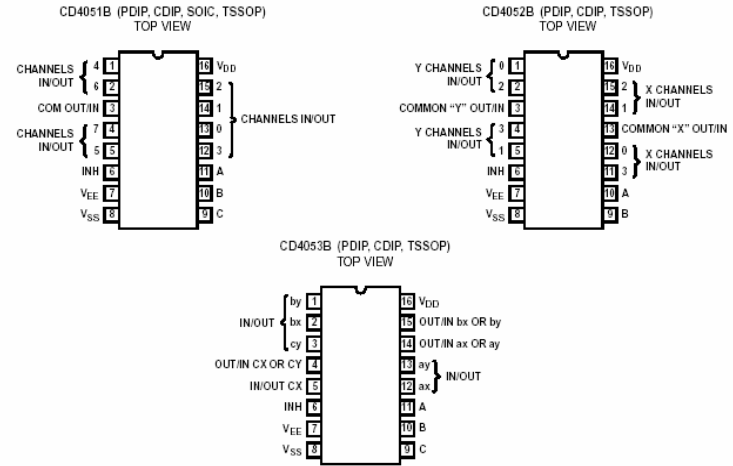 CD4051B (PDIP, CDIP, SOIC, TSSOP)
TOP VIEW
CHANNELS IN/OUT
4 1
6 2
COM OUT/IN 3
CHANNELS IN/OUT
7 4
5 5
INH 6
VEE 7
VSS 8
16 VDD
15 2
14 1
13 0
12 3
CHANNELS IN/OUT
11 A
10 B
9 C
CD4052B (PDIP, CDIP, TSSOP)
TOP VIEW
Y CHANNELS IN/OUT
0 1
2 2
COMMON “Y” OUT/IN 3
Y CHANNELS IN/OUT
3 4
1 5
INH 6
VEE 7
VSS 8
16 VDD
15 2
14 1
X CHANNELS IN/OUT
13 COMMON “X” OUT/IN
12 0
11 3
X CHANNELS IN/OUT
10 A
9 B
CD4053B (PDIP, CDIP, TSSOP)
TOP VIEW
IN/OUT
by 1
bx 2
cy 3
OUT/IN CX OR CY 4
IN/OUT CX 5
INH 6
VEE 7
VSS 8
16 VDD
15 OUT/IN bx OR by
14 OUT/IN ax OR ay
13 ay
12 ax
IN/OUT
11 A
10 B
9 C